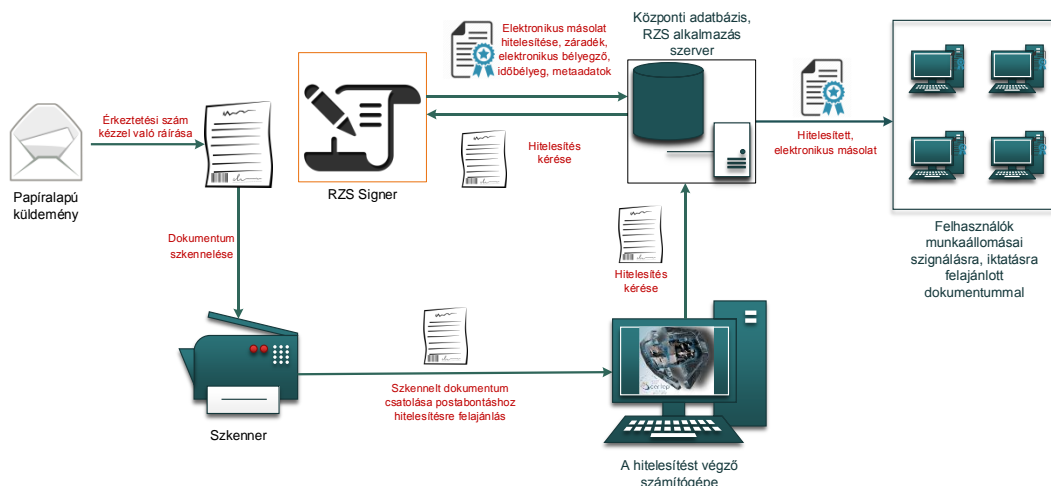 Elektronikus másolat
hitelesítése, záradék,
elektronikus bélyegző,
időbélyeg, metaadatok
Központi adatbázis,
RZS alkalmazás
szerver
Érkeztetési szám
kézzel való ráírása
Hitelesítés
kérése
Hitelesített,
elektronikus másolat
Papíralapú
küldemény
RZS Signer
Felhasználók
munkaállomásai
szignálásra, iktatásra
felajánlott
dokumentummal
Dokumentum
szkennelése
Hitelesítés
kérése
Szkennelt dokumentum
csatolása postabontáshoz
hitelesítésre felajánlás
Szkenner
A hitelesítést végző
számítógépe